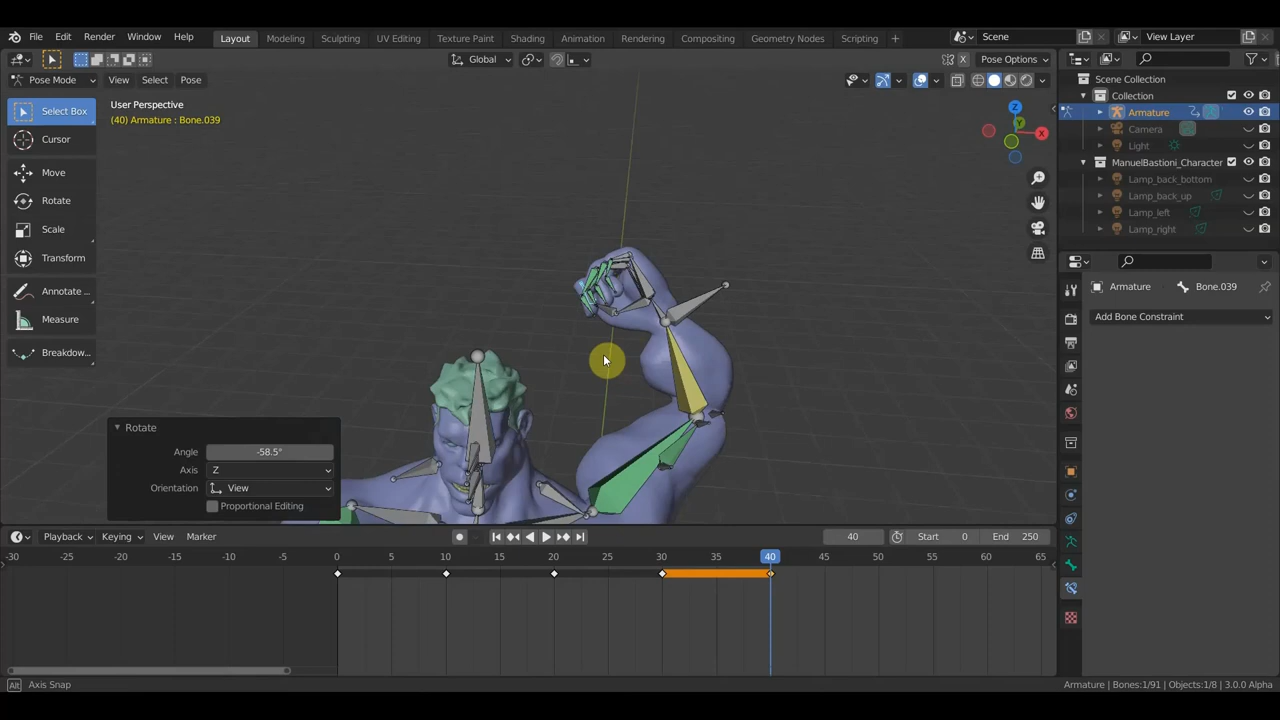 File Edit Render Window Help Layout Modeling Sculpting UV Editing Texture Paint Shading Animation Rendering Compositing Geometry Nodes Scripting + Scene View Layer
Global Pose Options
Pose Mode View Select Pose
User Perspective
(40) Armature : Bone.039
Select Box
Cursor
Move
Rotate
Scale
Transform
Annotate ...
Measure
Breakdow...
Z
Y
X
Scene Collection
Collection
Armature
Camera
Light
ManuelBastioni_Character
Lamp_back_bottom
Lamp_back_up
Lamp_left
Lamp_right
Armature Bone.039
Add Bone Constraint
Rotate
Angle -58.5°
Axis Z
Orientation View
Proportional Editing
Playback Keying View Marker 40 Start 0 End 250
-30 -25 -20 -15 -10 -5 0 5 10 15 20 25 30 35 40 45 50 55 60 65
Alt Axis Snap Armature | Bones:1/91 | Objects:1/8 | 3.0.0 Alpha